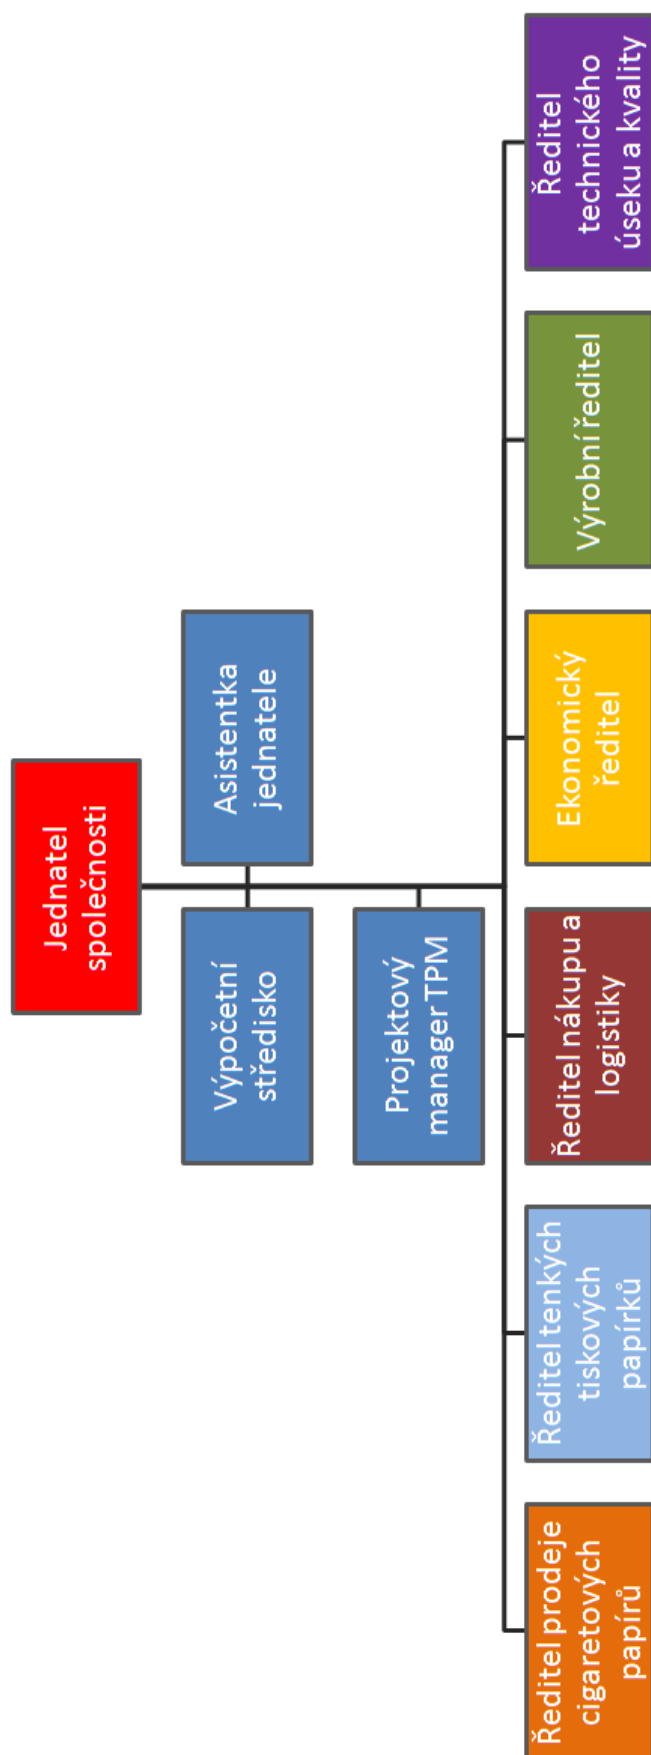 Jednatel
společnosti
Výpočetní
středisko
Asistentka
jednatele
Projektový
manager TPM
Ředitel prodeje
cigaretových
papírů
Ředitel tenkých
tiskových
papírků
Ředitel nákupu a
logistiky
Ekonomický
ředitel
Výrobní ředitel
Ředitel
technického
úseku a kvality